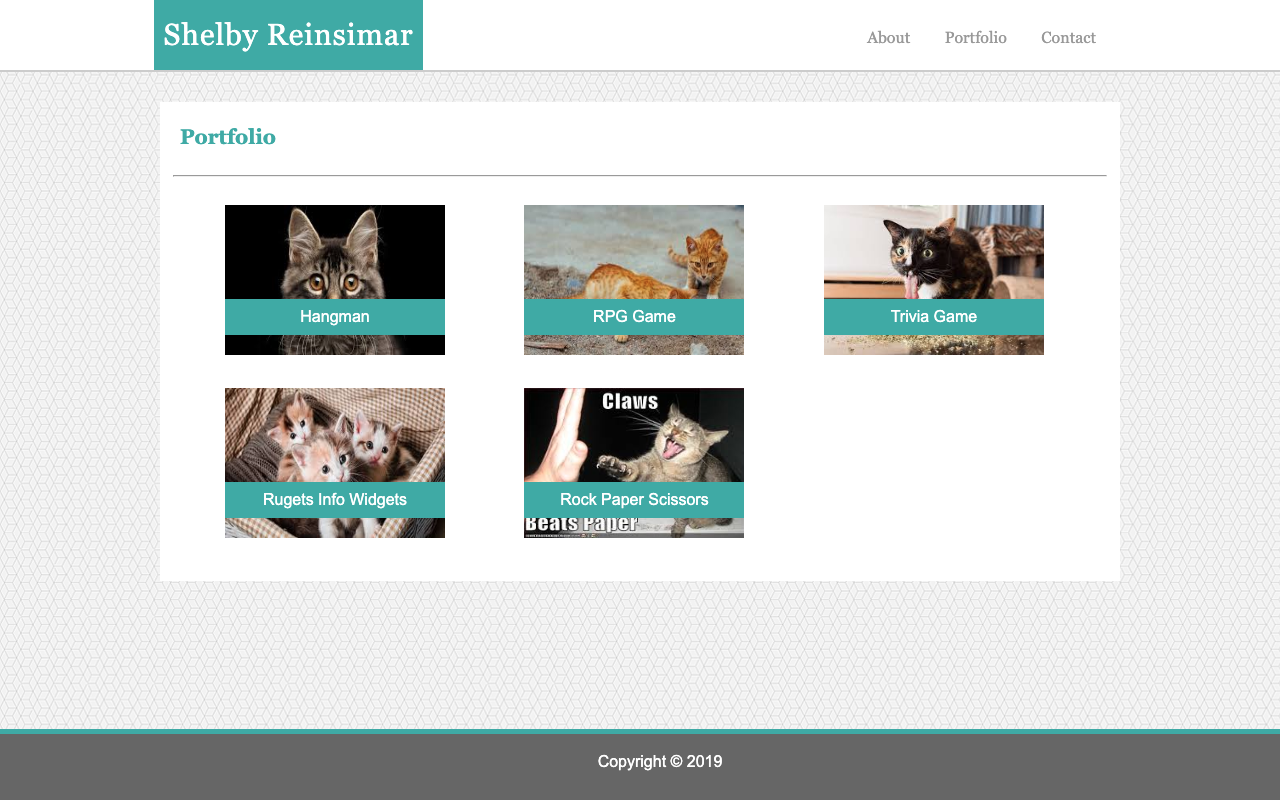 Shelby Reinsimar
About Portfolio Contact
Portfolio
Hangman
RPG Game
Trivia Game
Claws
Rugets Info Widgets
Rock Paper Scissors
Beats Paper
Copyright © 2019